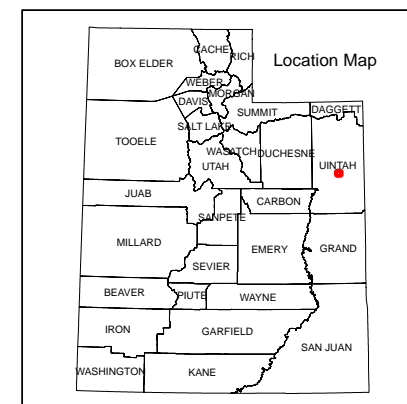 Location Map
CACHE
RICH
BOX ELDER
WEBER
MORGAN
DAVIS
SUMMIT
DAGGETT
SALT LAKE
TOOELE
WASATCH
DUCHESNE
UINTAH
UTAH
JUAB
CARBON
SANPETE
MILLARD
EMERY
GRAND
SEVIER
BEAVER
PIUTE
WAYNE
IRON
GARFIELD
SAN JUAN
WASHINGTON
KANE